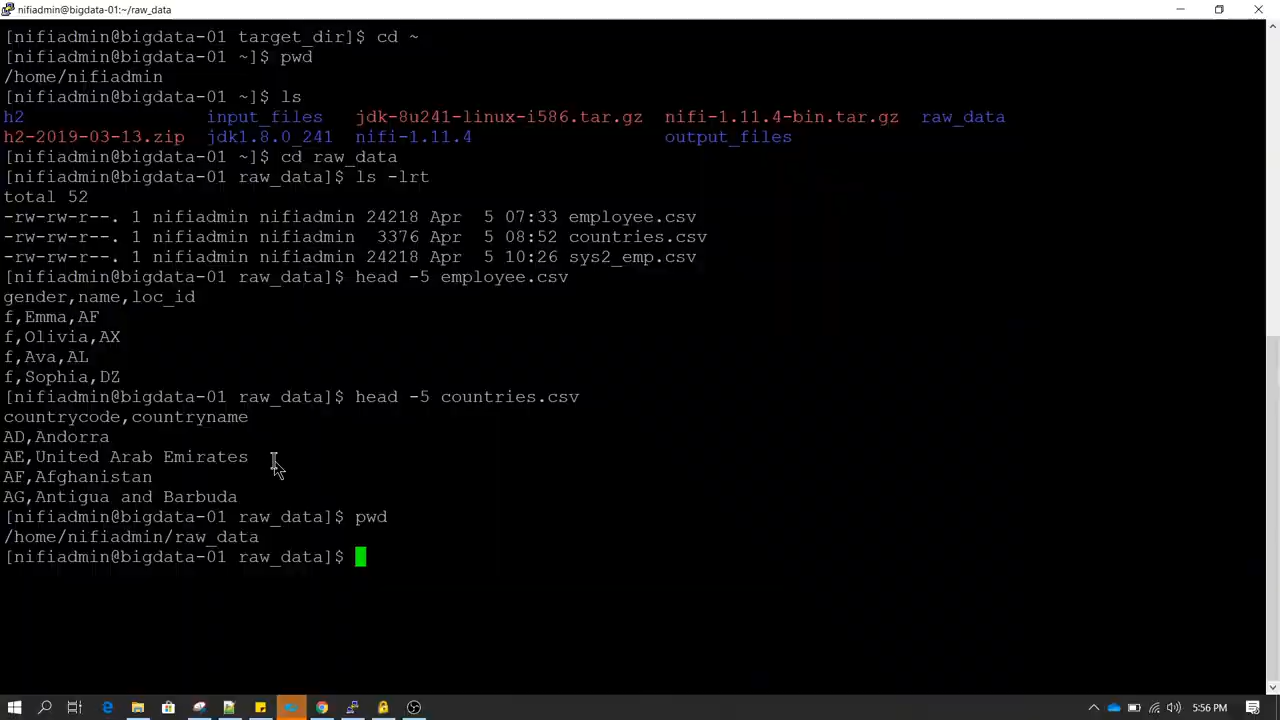 nifiadmin@bigdata-01:~/raw_data
[nifiadmin@bigdata-01 target_dir]$ cd ~
[nifiadmin@bigdata-01 ~]$ pwd
/home/nifiadmin
[nifiadmin@bigdata-01 ~]$ ls
h2 input_files jdk-8u241-linux-i586.tar.gz nifi-1.11.4-bin.tar.gz raw_data
h2-2019-03-13.zip jdk1.8.0_241 nifi-1.11.4 output_files
[nifiadmin@bigdata-01 ~]$ cd raw_data
[nifiadmin@bigdata-01 raw_data]$ ls -lrt
total 52
-rw-rw-r--. 1 nifiadmin nifiadmin 24218 Apr  5 07:33 employee.csv
-rw-rw-r--. 1 nifiadmin nifiadmin  3376 Apr  5 08:52 countries.csv
-rw-rw-r--. 1 nifiadmin nifiadmin 24218 Apr  5 10:26 sys2_emp.csv
[nifiadmin@bigdata-01 raw_data]$ head -5 employee.csv
gender,name,loc_id
f,Emma,AF
f,Olivia,AX
f,Ava,AL
f,Sophia,DZ
[nifiadmin@bigdata-01 raw_data]$ head -5 countries.csv
countrycode,countryname
AD,Andorra
AE,United Arab Emirates
AF,Afghanistan
AG,Antigua and Barbuda
[nifiadmin@bigdata-01 raw_data]$ pwd
/home/nifiadmin/raw_data
[nifiadmin@bigdata-01 raw_data]$
5:56 PM